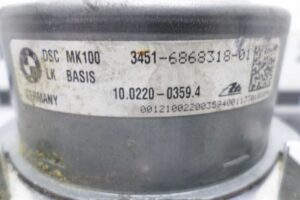 DSC MK100 3451-6868318-01
LK BASIS
GERMANY 10.0220-0359.4